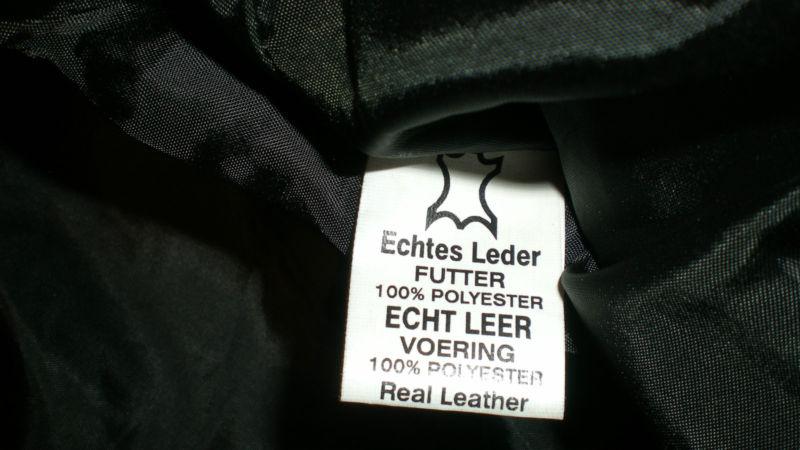 Echtes Leder
FUTTER
100% POLYESTER
ECHT LEER
VOERING
100% POLYESTER
Real Leather